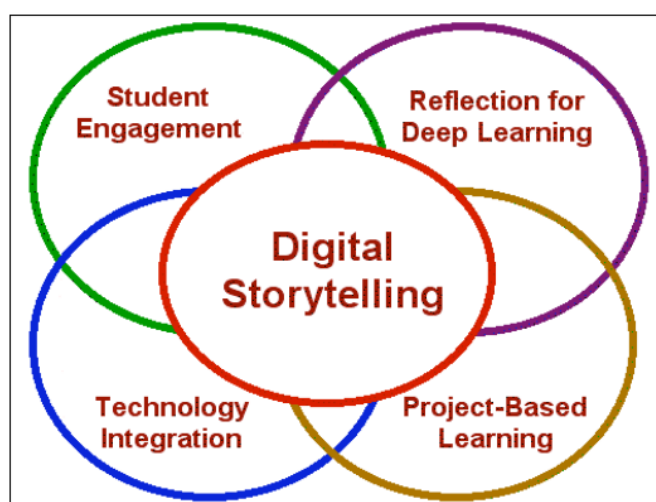 Student
Engagement
Reflection for
Deep Learning
Digital
Storytelling
Technology
Integration
Project-Based
Learning